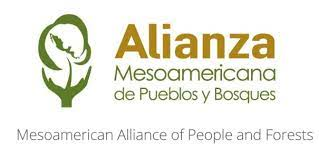 Alianza
Mesoamericana
de Pueblos y Bosques
Mesoamerican Alliance of People and Forests